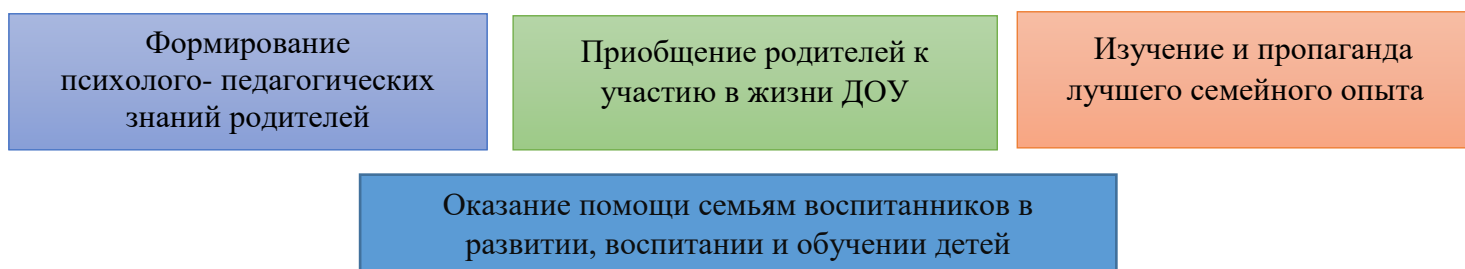 Формирование
психолого- педагогических
знаний родителей
Приобщение родителей к
участию в жизни ДОУ
Изучение и пропаганда
лучшего семейного опыта
Оказание помощи семьям воспитанников в
развитии, воспитании и обучении детей